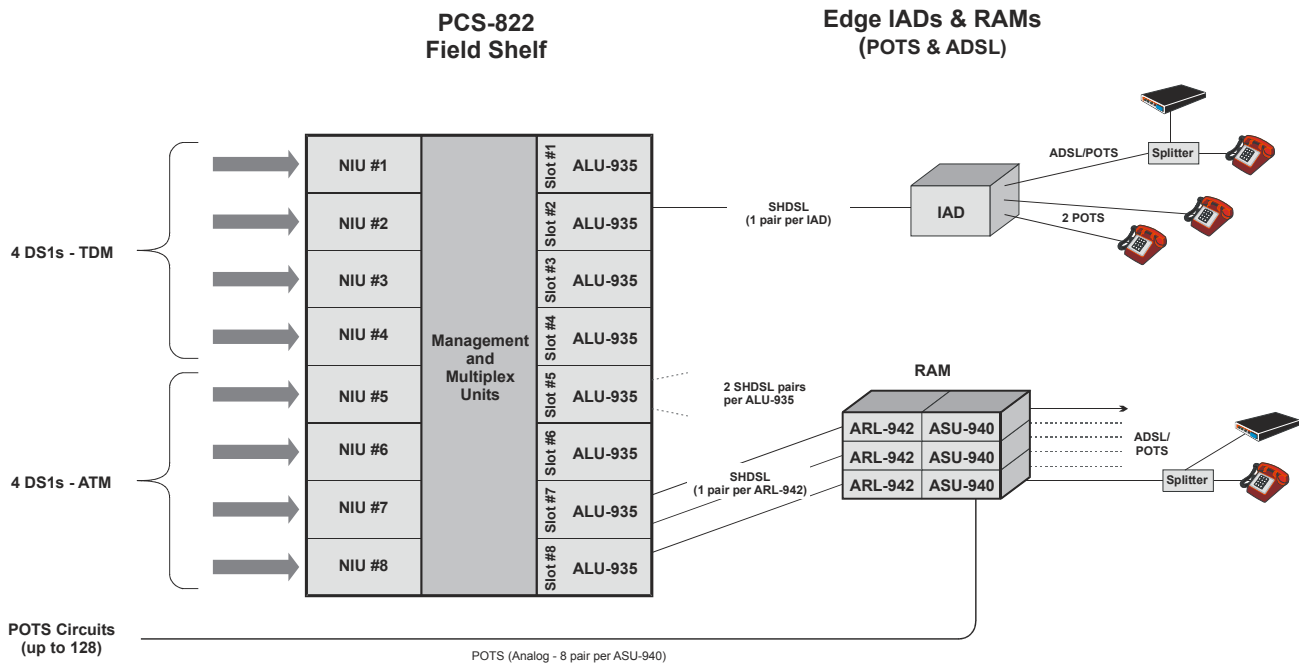 PCS-822
Field Shelf
Edge IADs & RAMs
(POTS & ADSL)
4 DS1s - TDM
4 DS1s - ATM
NIU #1
NIU #2
NIU #3
NIU #4
NIU #5
NIU #6
NIU #7
NIU #8
Management
and
Multiplex
Units
Slot #1
ALU-935
Slot #2
ALU-935
Slot #3
ALU-935
Slot #4
ALU-935
Slot #5
ALU-935
Slot #6
ALU-935
Slot #7
ALU-935
Slot #8
ALU-935
SHDSL
(1 pair per IAD)
IAD
ADSL/POTS
Splitter
2 POTS
2 SHDSL pairs
per ALU-935
SHDSL
(1 pair per ARL-942)
RAM
ARL-942
ASU-940
ARL-942
ASU-940
ARL-942
ASU-940
ADSL/
POTS
Splitter
POTS Circuits
(up to 128)
POTS (Analog - 8 pair per ASU-940)